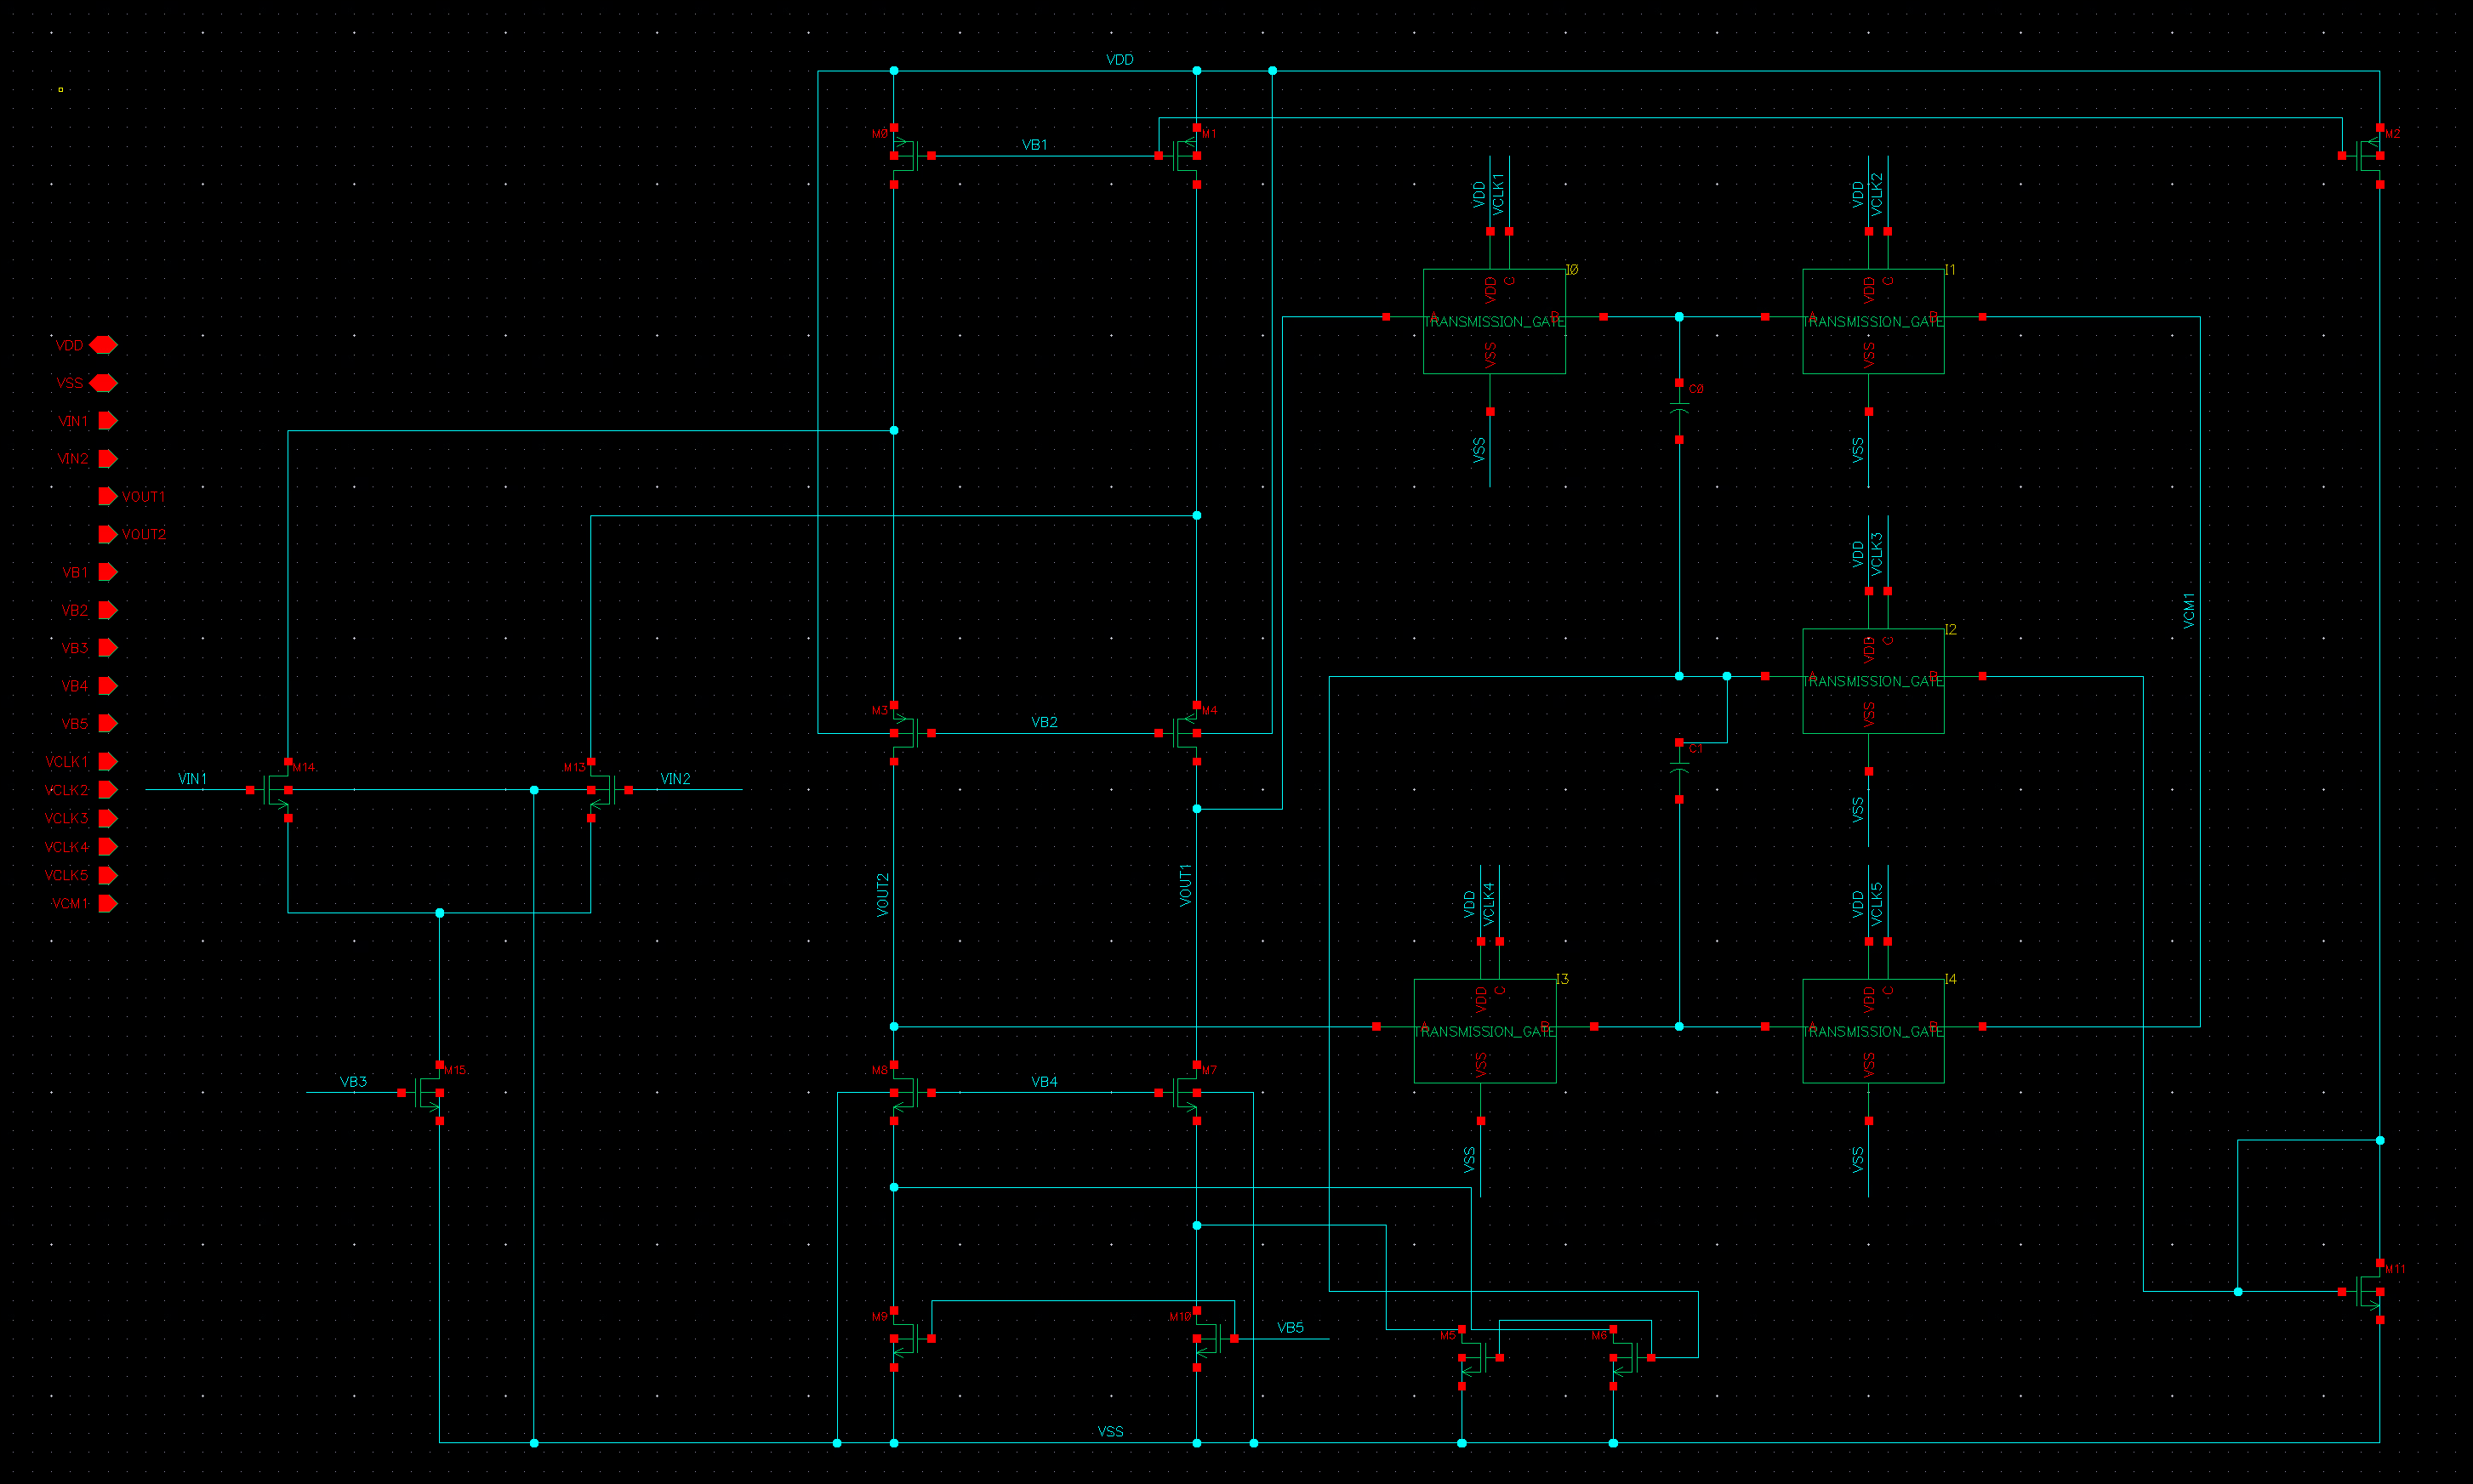 VDD
M0
M1
M2
VB1
VDD
VCLK1
VDD
VCLK2
I0
I1
VDD
C
VDD
C
A
TRANSMISSION_GATE
B
A
TRANSMISSION_GATE
B
VSS
VSS
VDD
VSS
VIN1
VIN2
VOUT1
VOUT2
VB1
VB2
VB3
VB4
VB5
VCLK1
VCLK2
VCLK3
VCLK4
VCLK5
VCM1
C0
VSS
VSS
VDD
VCLK3
VCM1
I2
VDD
C
A
TRANSMISSION_GATE
B
VSS
M3
VB2
M4
C1
VIN1
M14
M13
VIN2
VSS
VOUT2
VOUT1
VDD
VCLK4
VDD
VCLK5
I3
I4
VDD
C
VDD
C
A
TRANSMISSION_GATE
B
A
TRANSMISSION_GATE
B
VSS
VSS
VB3
M15
M8
VB4
M7
VSS
VSS
M11
M9
M10
VB5
M5
M6
VSS